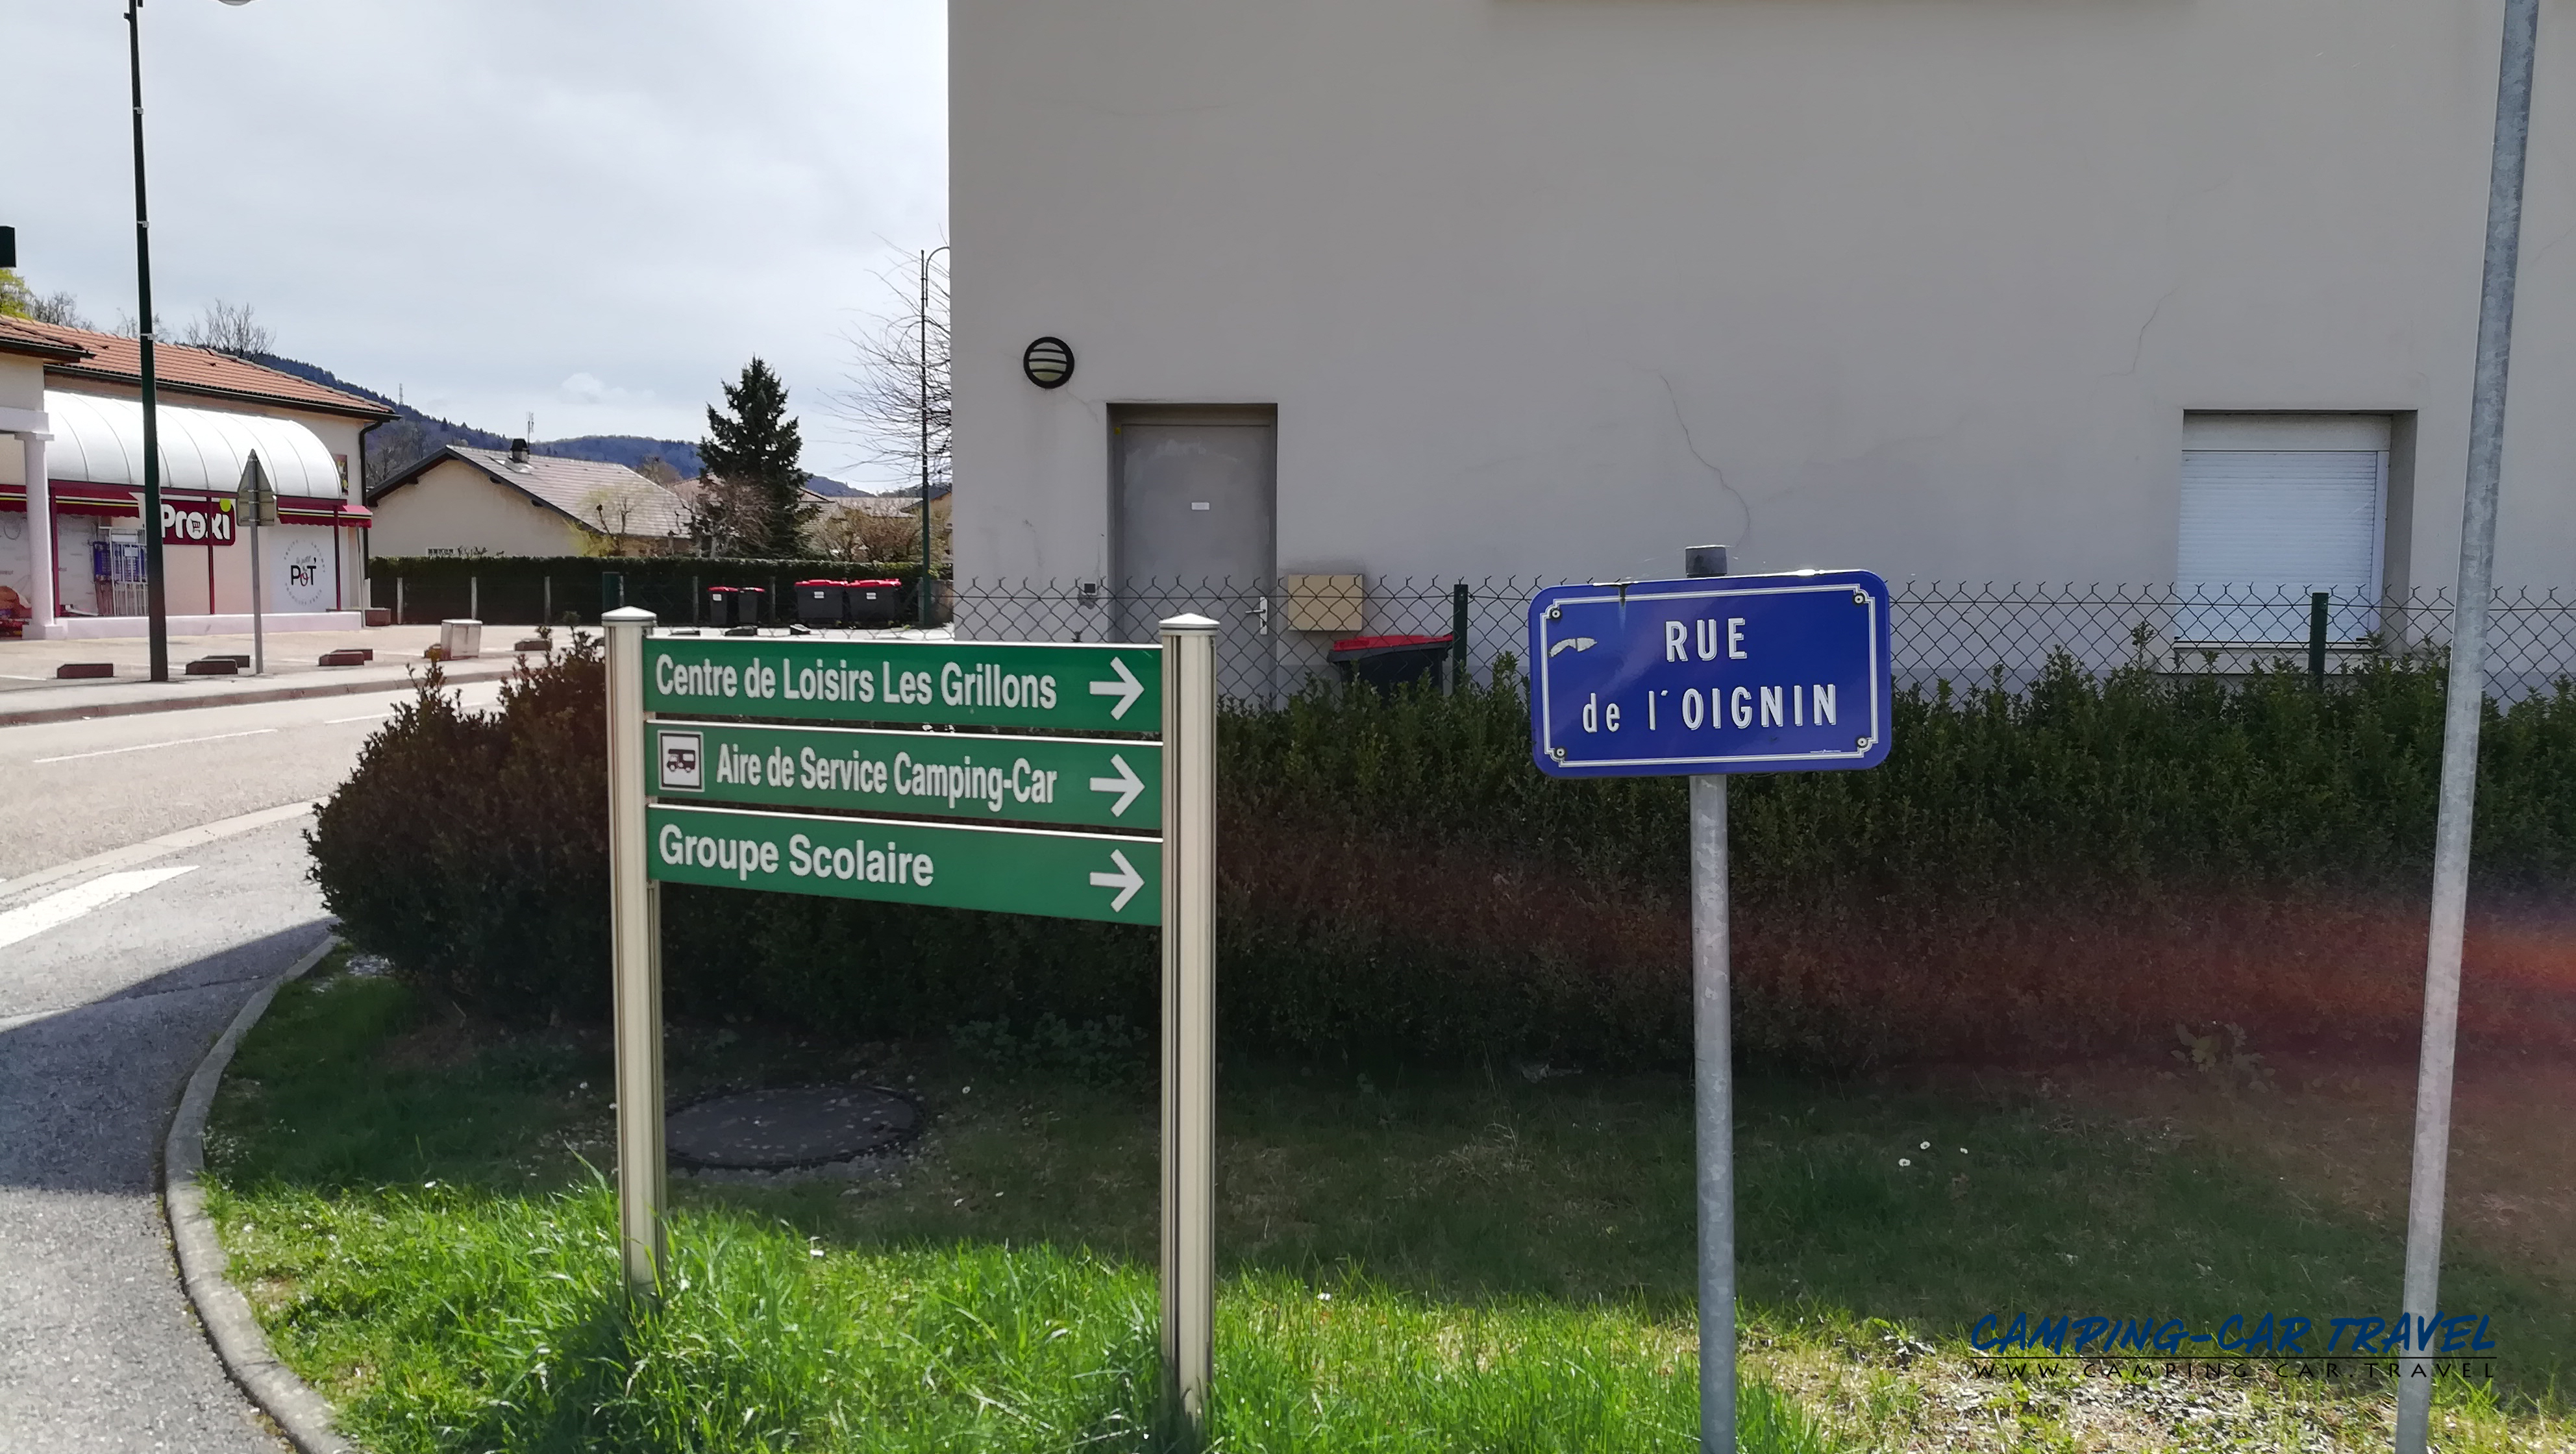 Proxi
PoT
Centre de Loisirs Les Grillons
Aire de Service Camping-Car
Groupe Scolaire
RUE
de l'OIGNIN
CAMPING-CAR TRAVEL
WWW.CAMPING-CAR.TRAVEL